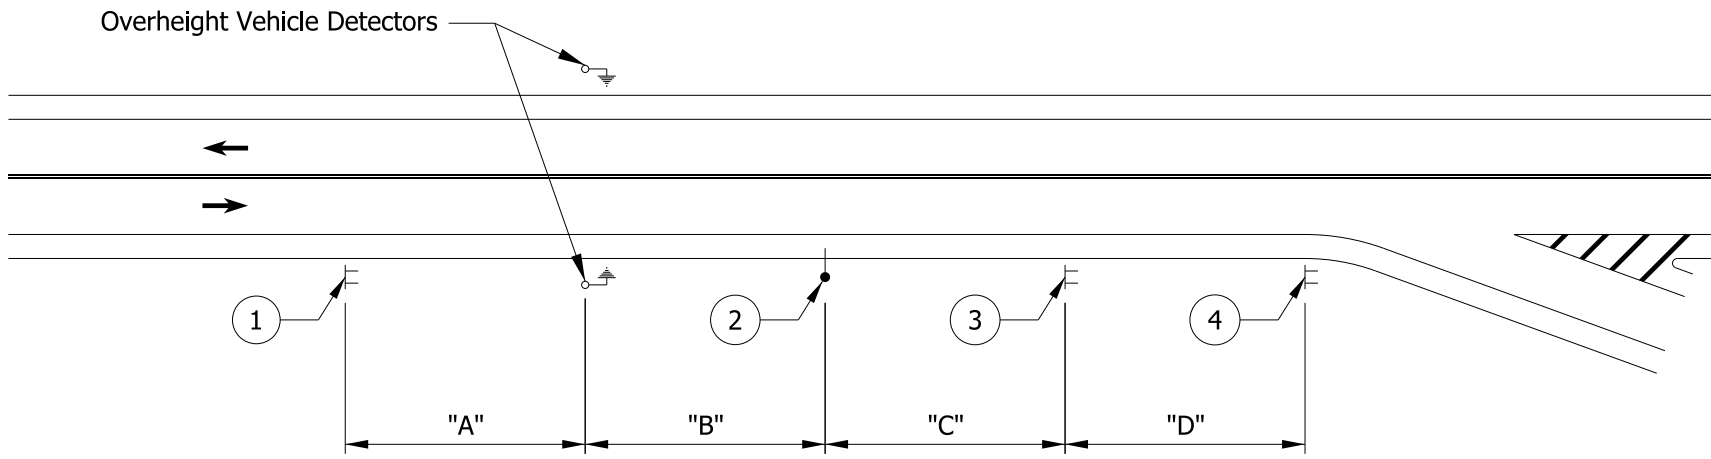 Overheight Vehicle Detectors
1
2
3
4
"A"
"B"
"C"
"D"